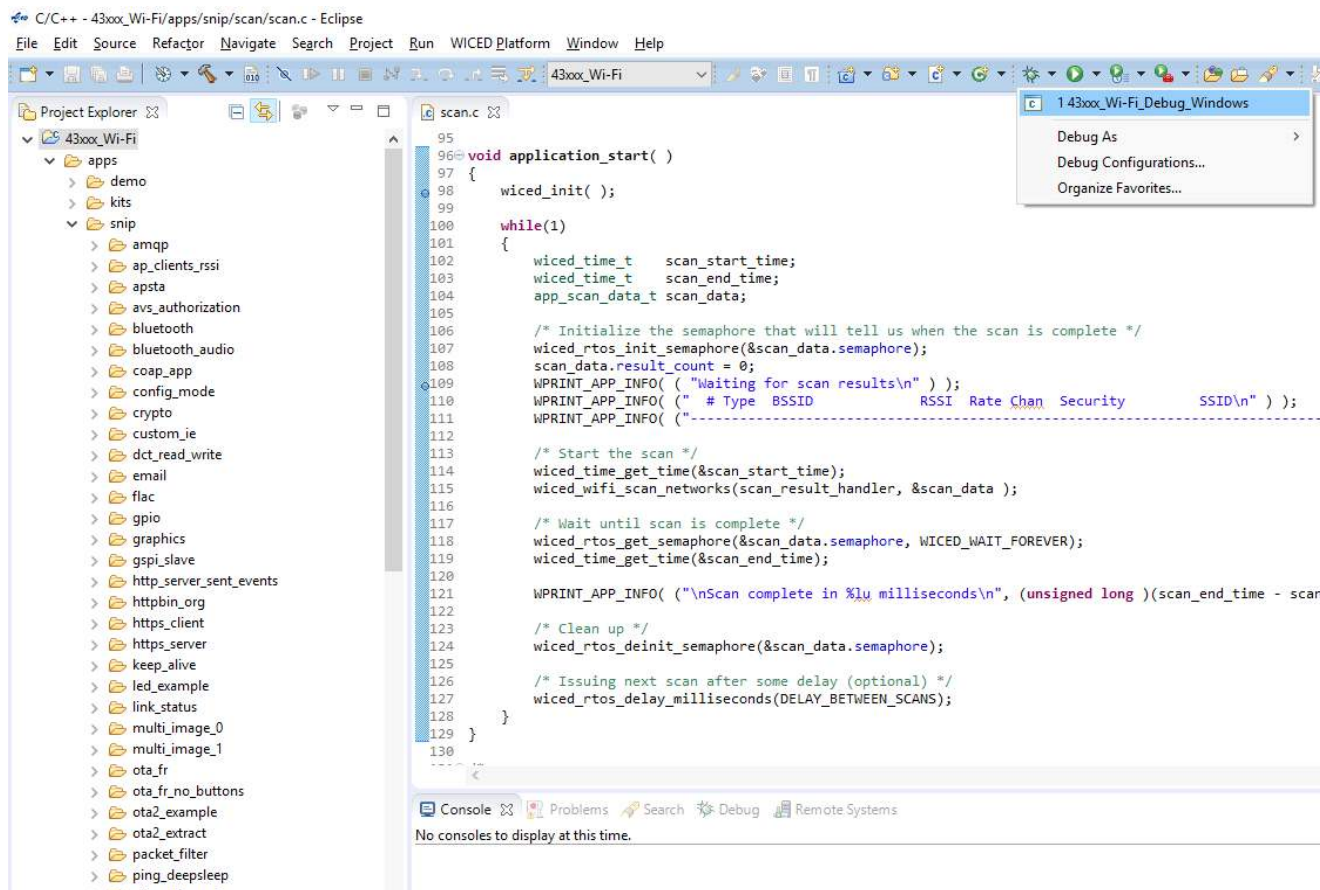 C/C++ - 43xxx_Wi-Fi/apps/snip/scan/scan.c - Eclipse
File Edit Source Refactor Navigate Search Project Run WICED Platform Window Help
43xxx_Wi-Fi
Project Explorer
43xxx_Wi-Fi
apps
demo
kits
snip
amqp
ap_clients_rssi
apsta
avs_authorization
bluetooth
bluetooth_audio
coap_app
config_mode
crypto
custom_ie
dct_read_write
email
flac
gpio
graphics
gspi_slave
http_server_sent_events
httpbin_org
https_client
https_server
keep_alive
led_example
link_status
multi_image_0
multi_image_1
ota_fr
ota_fr_no_buttons
ota2_example
ota2_extract
packet_filter
ping_deepsleep
scan.c
95
96 void application_start( )
97 {
98     wiced_init( );
99
100     while(1)
101     {
102         wiced_time_t    scan_start_time;
103         wiced_time_t    scan_end_time;
104         app_scan_data_t scan_data;
105
106         /* Initialize the semaphore that will tell us when the scan is complete */
107         wiced_rtos_init_semaphore(&scan_data.semaphore);
108         scan_data.result_count = 0;
109         WPRINT_APP_INFO( ( "Waiting for scan results\n" ) );
110         WPRINT_APP_INFO( ("  # Type  BSSID             RSSI  Rate Chan  Security         SSID\n" ) );
111         WPRINT_APP_INFO( ("----------------------------------------------------------------------
112
113         /* Start the scan */
114         wiced_time_get_time(&scan_start_time);
115         wiced_wifi_scan_networks(scan_result_handler, &scan_data );
116
117         /* Wait until scan is complete */
118         wiced_rtos_get_semaphore(&scan_data.semaphore, WICED_WAIT_FOREVER);
119         wiced_time_get_time(&scan_end_time);
120
121         WPRINT_APP_INFO( ("\nScan complete in %lu milliseconds\n", (unsigned long )(scan_end_time - scan
122
123         /* Clean up */
124         wiced_rtos_deinit_semaphore(&scan_data.semaphore);
125
126         /* Issuing next scan after some delay (optional) */
127         wiced_rtos_delay_milliseconds(DELAY_BETWEEN_SCANS);
128     }
129 }
130
1 43xxx_Wi-Fi_Debug_Windows
Debug As
Debug Configurations...
Organize Favorites...
Console Problems Search Debug Remote Systems
No consoles to display at this time.